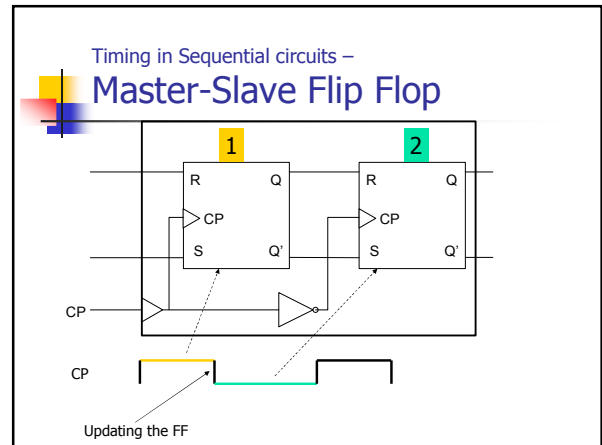 Timing in Sequential circuits –
Master-Slave Flip Flop
1 2
R Q R Q
CP CP
S Q' S Q'
CP
CP
Updating the FF